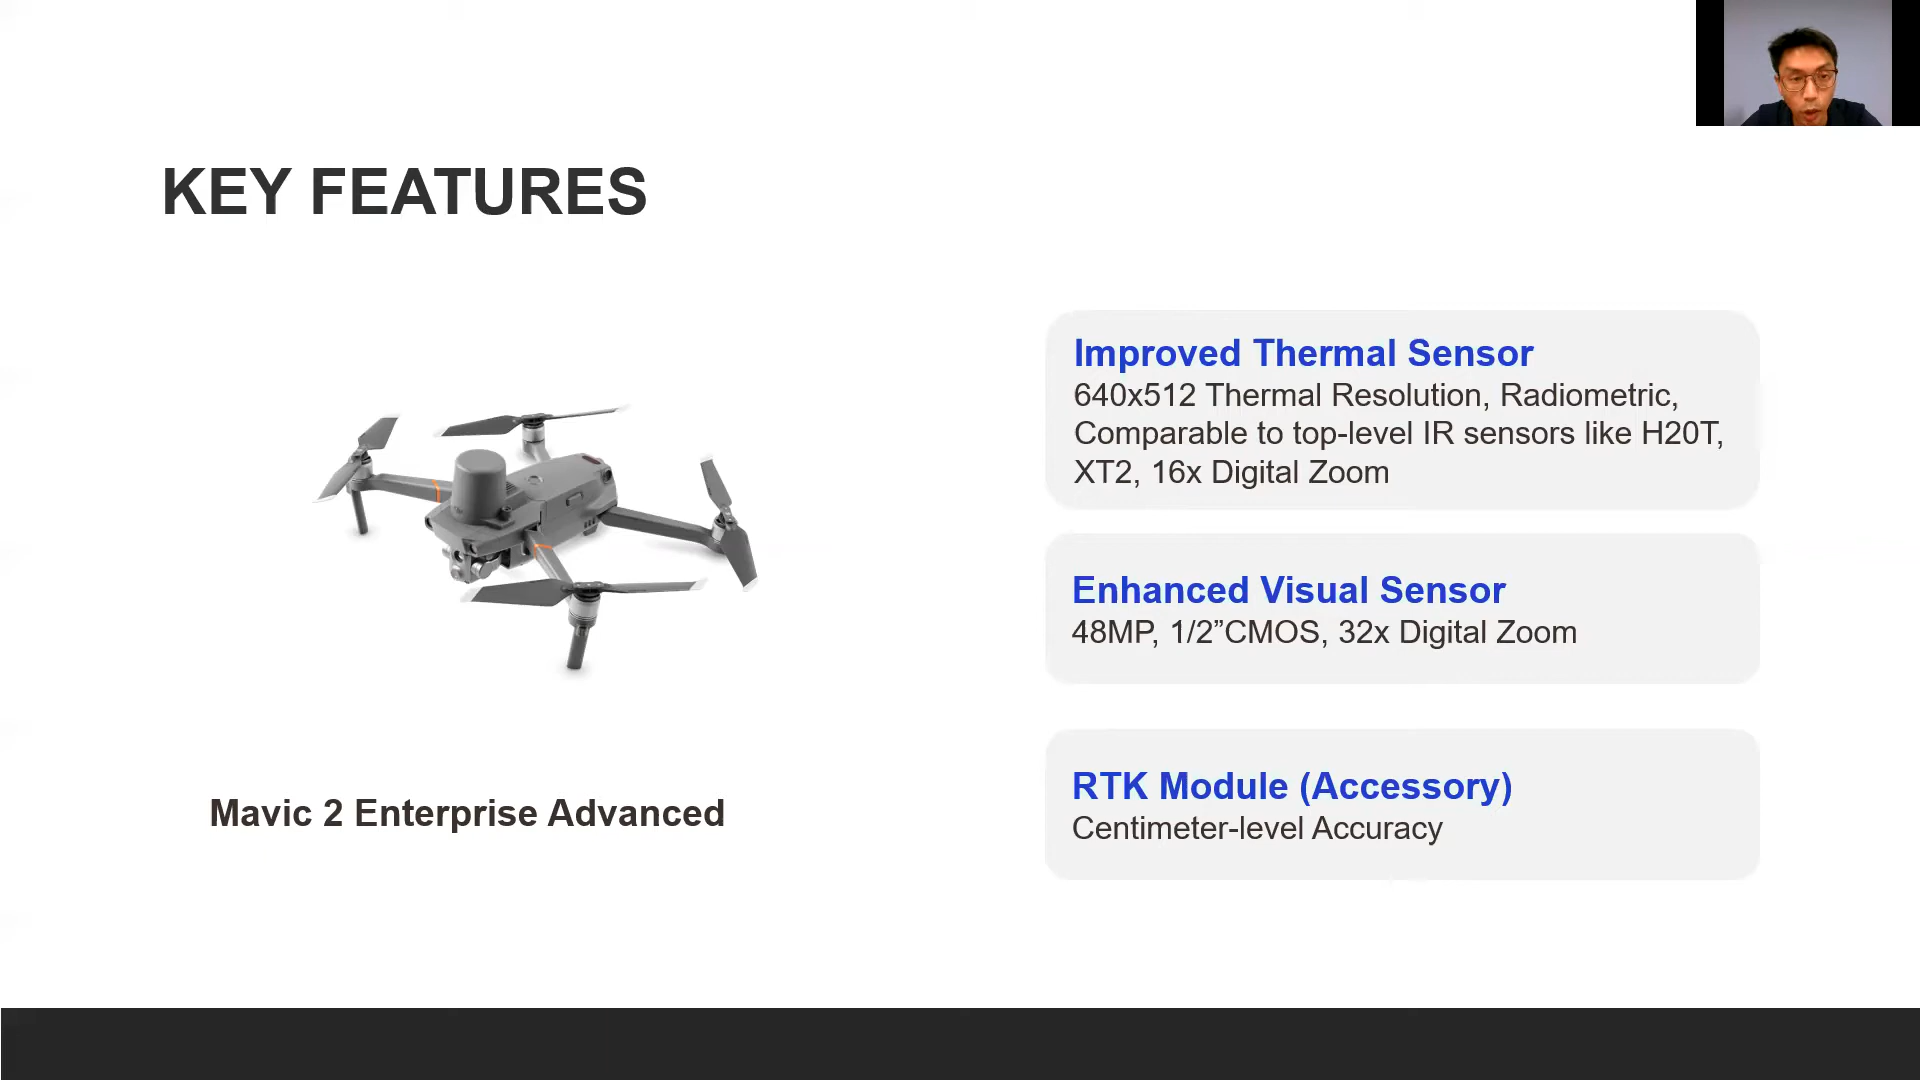 KEY FEATURES
Improved Thermal Sensor
640x512 Thermal Resolution, Radiometric,
Comparable to top-level IR sensors like H20T,
XT2, 16x Digital Zoom
Enhanced Visual Sensor
48MP, 1/2”CMOS, 32x Digital Zoom
RTK Module (Accessory)
Centimeter-level Accuracy
Mavic 2 Enterprise Advanced